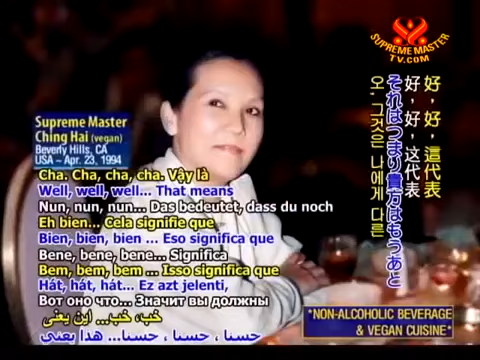 SUPREME MASTER
TV.COM
Supreme Master
Ching Hai (vegan)
Beverly Hills, CA
USA ~ Apr. 23, 1994
Cha. Cha, cha, cha. Vậy là
Well, well, well... That means
Nun, nun, nun... Das bedeutet, dass du noch
Eh bien... Cela signifie que
Bien, bien, bien ... Eso significa que
Bene, bene, bene... Significa
Bem, bem, bem ... Isso significa que
Hát, hát, hát... Ez azt jelenti,
Вот оно что... Значит вы должны
خب، خب... این یعنی
حسنا ، حسنا ، حسنا... هذا يعني
好，好，這代表
好，好，这代表
それはつまり貴方はもうあと
오, 그것은 나에게 다른
*NON-ALCOHOLIC BEVERAGE
& VEGAN CUISINE*